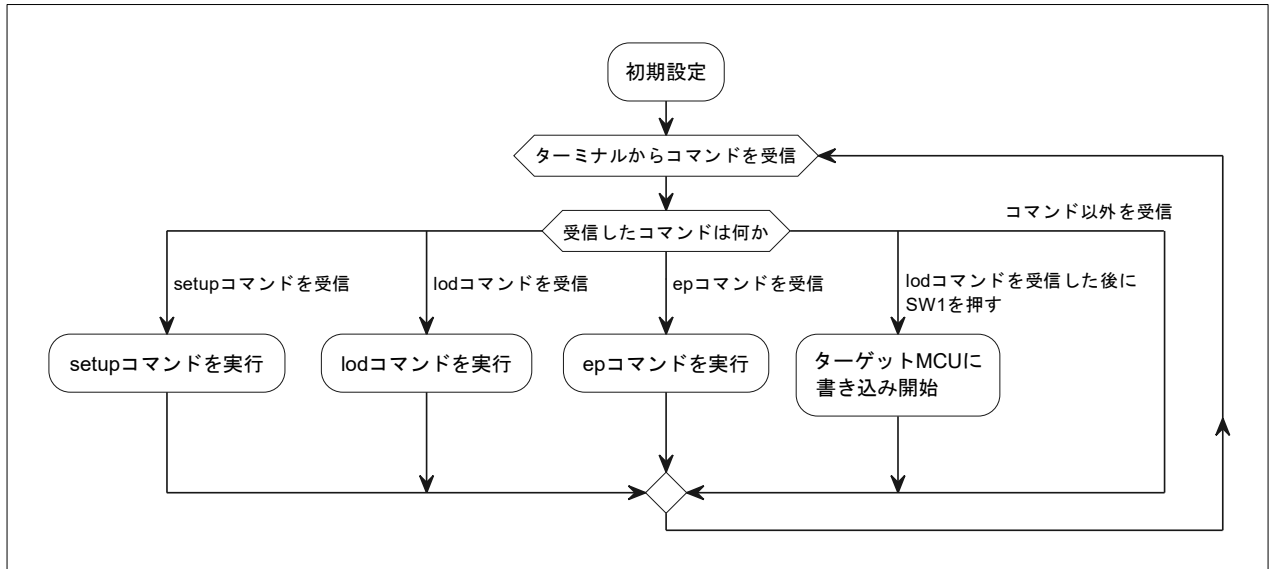 初期設定
ターミナルからコマンドを受信
コマンド以外を受信
受信したコマンドは何か
setupコマンドを受信
lodコマンドを受信
epコマンドを受信
lodコマンドを受信した後に
SW1を押す
setupコマンドを実行
lodコマンドを実行
epコマンドを実行
ターゲットMCUに
書き込み開始